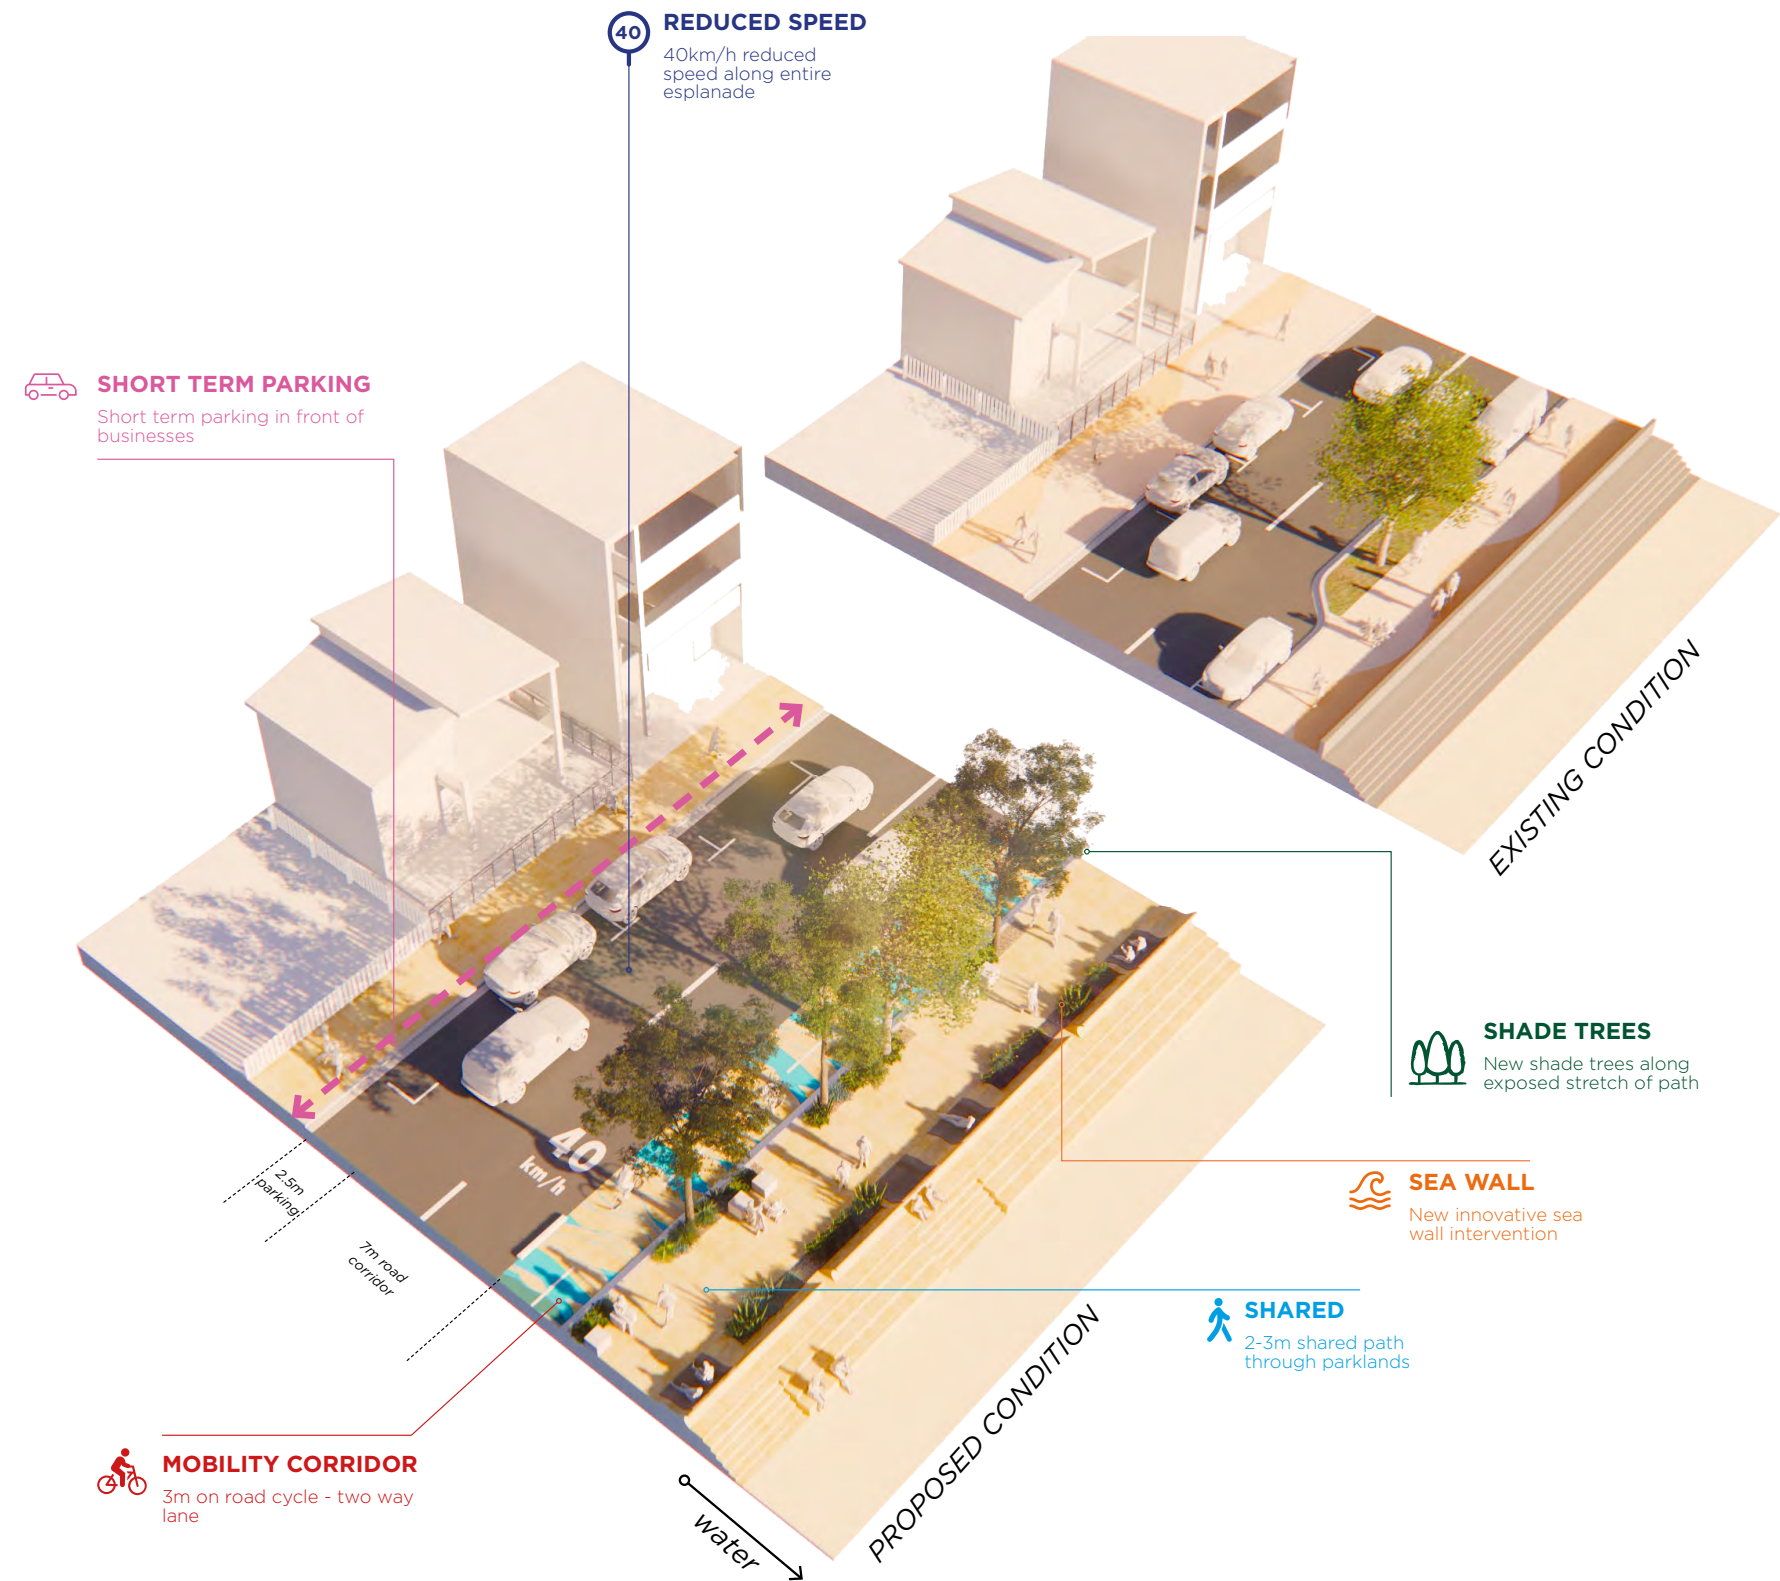 40
REDUCED SPEED
40km/h reduced
speed along entire
esplanade
SHORT TERM PARKING
Short term parking in front of
businesses
EXISTING CONDITION
SHADE TREES
New shade trees along
exposed stretch of path
SEA WALL
New innovative sea
wall intervention
SHARED
2-3m shared path
through parklands
40
km/h
2.5m
parking
7m road
corridor
MOBILITY CORRIDOR
3m on road cycle - two way
lane
water
PROPOSED CONDITION